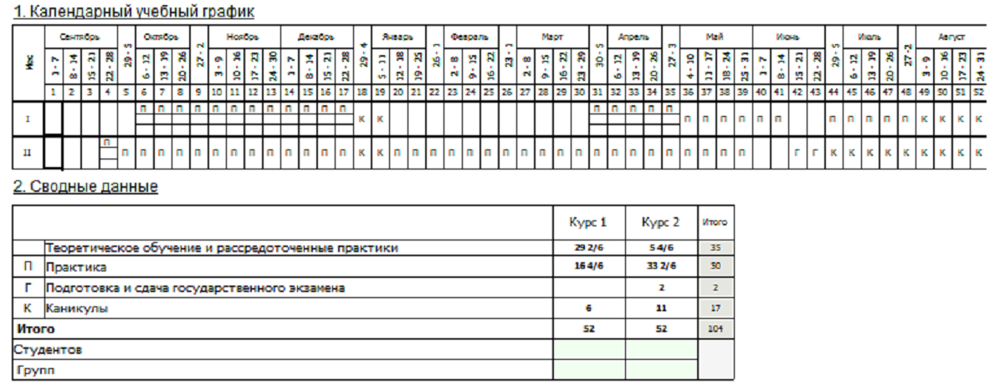 1. Календарный учебный график
Мес Сентябрь 29 - 5 Октябрь 27 - 2 Ноябрь Декабрь 29 - 4 Январь 26 - 1 Февраль 23 - 1 Март 30 - 5 Апрель 27 - 3 Май Июнь 29 - 5 Июль 27 - 2 Август
1 - 7 8 - 14 15 - 21 22 - 28 6 - 12 13 - 19 20 - 26 3 - 9 10 - 16 17 - 23 24 - 30 1 - 7 8 - 14 15 - 21 22 - 28 5 - 11 12 - 18 19 - 25 2 - 8 9 - 15 16 - 22 2 - 8 9 - 15 16 - 22 23 - 29 6 - 12 13 - 19 20 - 26 4 - 10 11 - 17 18 - 24 25 - 31 1 - 7 8 - 14 15 - 21 22 - 28 6 - 12 13 - 19 20 - 26 3 - 9 10 - 16 17 - 23 24 - 31
1 2 3 4 5 6 7 8 9 10 11 12 13 14 15 16 17 18 19 20 21 22 23 24 25 26 27 28 29 30 31 32 33 34 35 36 37 38 39 40 41 42 43 44 45 46 47 48 49 50 51 52
I П П П П П П П П П П П П К К П П П П П П П П П П П П П П П П К К К К
II П П П П П П П П П П П П П П К К П П П П П П П П П П П П П П П П П П П П Г Г К К К К К К К К К
2. Сводные данные
Курс 1 Курс 2 Итого
Теоретическое обучение и рассредоточенные практики 29 2/6 5 4/6 35
П Практика 16 4/6 33 2/6 50
Г Подготовка и сдача государственного экзамена 2 2
К Каникулы 6 11 17
Итого 52 52 104
Студентов
Групп